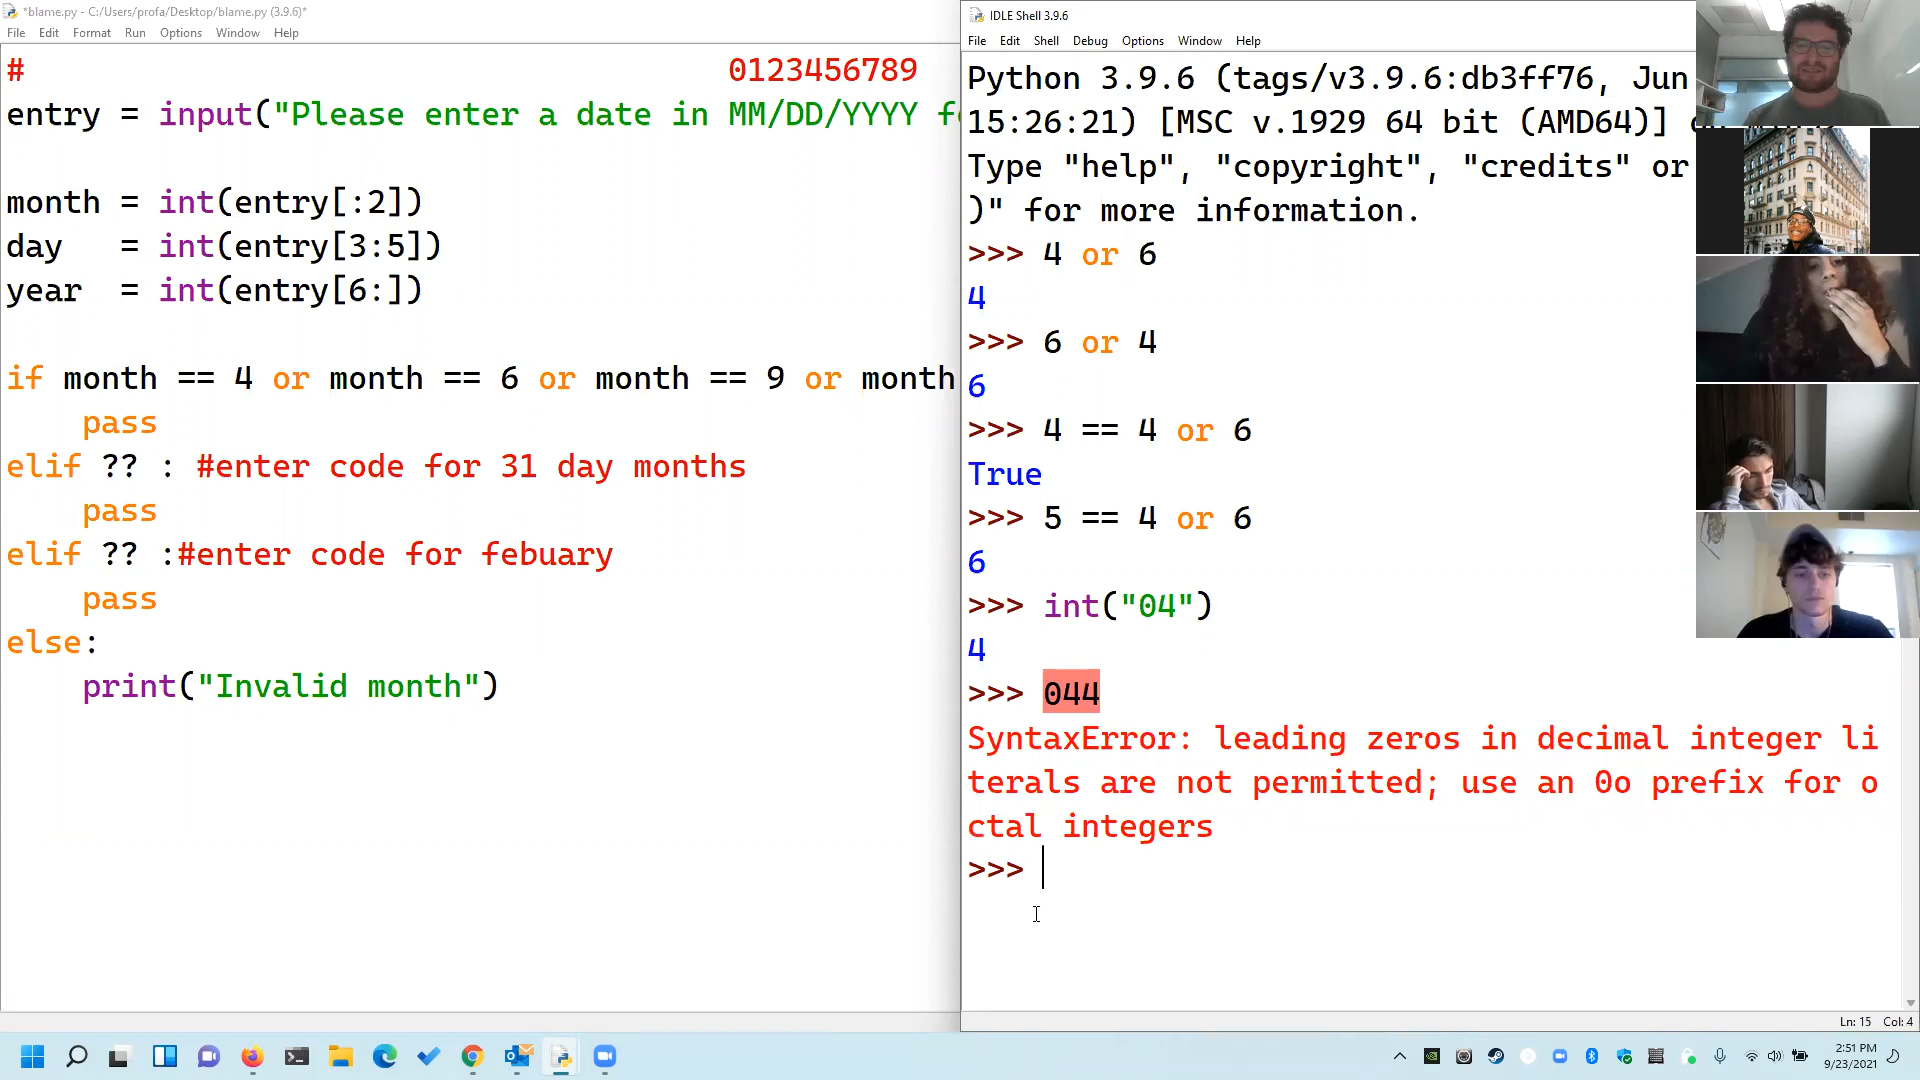 *blame.py - C:/Users/profa/Desktop/blame.py (3.9.6)*
File Edit Format Run Options Window Help
# 0123456789
entry = input("Please enter a date in MM/DD/YYYY fo
month = int(entry[:2])
day = int(entry[3:5])
year = int(entry[6:])
if month == 4 or month == 6 or month == 9 or month
pass
elif ?? : #enter code for 31 day months
pass
elif ?? :#enter code for febuary
pass
else:
print("Invalid month")
IDLE Shell 3.9.6
File Edit Shell Debug Options Window Help
Python 3.9.6 (tags/v3.9.6:db3ff76, Jun
15:26:21) [MSC v.1929 64 bit (AMD64)]
Type "help", "copyright", "credits" or
)" for more information.
>>> 4 or 6
4
>>> 6 or 4
6
>>> 4 == 4 or 6
True
>>> 5 == 4 or 6
6
>>> int("04")
4
>>> 044
SyntaxError: leading zeros in decimal integer li
terals are not permitted; use an 0o prefix for o
ctal integers
>>>
Ln: 15 Col: 4
2:51 PM
9/23/2021